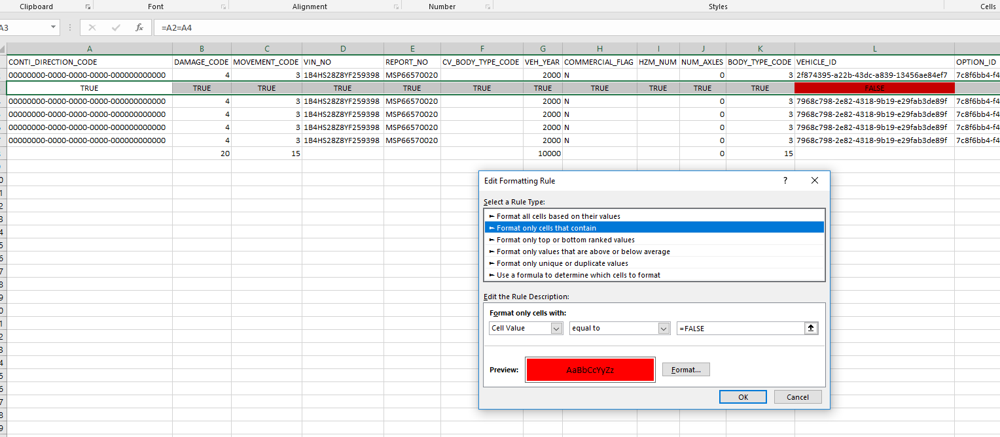 Clipboard Font Alignment Number Styles Cells
A3 fx =A2=A4
A B C D E F G H I J K L
CONTI_DIRECTION_CODE DAMAGE_CODE MOVEMENT_CODE VIN_NO REPORT_NO CV_BODY_TYPE_CODE VEH_YEAR COMMERCIAL_FLAG HZM_NUM NUM_AXLES BODY_TYPE_CODE VEHICLE_ID OPTION_ID
00000000-0000-0000-0000-000000000000 4 3 1B4HS28Z8YF259398 MSP66570020 2000 N 0 3 2f874395-a22b-43dc-a839-13456ae84ef7 7c8f6bb4-f4
TRUE TRUE TRUE TRUE TRUE TRUE TRUE TRUE TRUE TRUE TRUE FALSE
00000000-0000-0000-0000-000000000000 4 3 1B4HS28Z8YF259398 MSP66570020 2000 N 0 3 7968c798-2e82-4318-9b19-e29fab3de89f 7c8f6bb4-f4
00000000-0000-0000-0000-000000000000 4 3 1B4HS28Z8YF259398 MSP66570020 2000 N 0 3 7968c798-2e82-4318-9b19-e29fab3de89f 7c8f6bb4-f4
00000000-0000-0000-0000-000000000000 4 3 1B4HS28Z8YF259398 MSP66570020 2000 N 0 3 7968c798-2e82-4318-9b19-e29fab3de89f 7c8f6bb4-f4
00000000-0000-0000-0000-000000000000 4 3 1B4HS28Z8YF259398 MSP66570020 2000 N 0 3 7968c798-2e82-4318-9b19-e29fab3de89f 7c8f6bb4-f4
20 15 10000 0 15
Edit Formatting Rule ?
Select a Rule Type:
► Format all cells based on their values
► Format only cells that contain
► Format only top or bottom ranked values
► Format only values that are above or below average
► Format only unique or duplicate values
► Use a formula to determine which cells to format
Edit the Rule Description:
Format only cells with:
Cell Value equal to =FALSE
Preview: AaBbCcYyZz Format...
OK Cancel